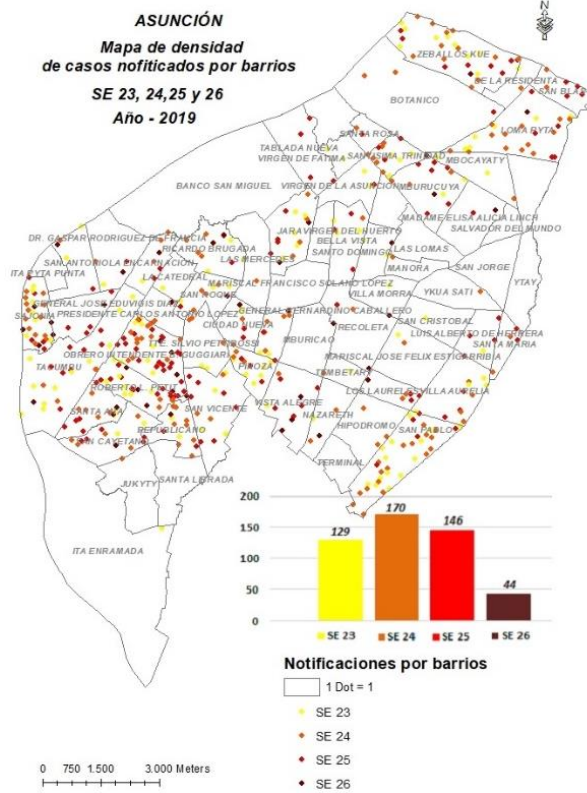 ASUNCIÓN
Mapa de densidad
de casos nofiticados por barrios
SE 23, 24,25 y 26
Año - 2019
N
ZEBALLOS KUE
DE LA RESIDENTA
SAN BLAS
BOTANICO
LOMA PYTA
SANTA ROSA
TABLADA NUEVA
VIRGEN DE FATIMA
SANTISIMA TRINIDAD
MBOCAYATY
BANCO SAN MIGUEL
VIRGEN DE LA ASUNCION
MBURUCUYA
MADAME ELISA ALICIA LINCH
SALVADOR DEL MUNDO
DR. GASPAR RODRIGUEZ DE FRANCIA
JARA
VIRGEN DEL HUERTO
RICARDO BRUGADA
BELLA VISTA
LAS LOMAS
LAS MERCEDES
SANTO DOMINGO
SAN ANTONIO
LA ENCARNACION
MANORA
SAN JORGE
ITA PYTA PUNTA
LA CATEDRAL
MARISCAL FRANCISCO SOLANO LOPEZ
YTAY
VILLA MORRA
YKUA SATI
SAN ROQUE
GENERAL JOSE EDUVIGIS DIAZ
SAJONIA
PRESIDENTE CARLOS ANTONIO LOPEZ
GENERAL BERNARDINO CABALLERO
CIUDAD NUEVA
RECOLETA
SAN CRISTOBAL
LUIS ALBERTO DE HERRERA
TTE. SILVIO PETTIROSSI
MBURICAO
SANTA MARIA
OBRERO INTENDENTE B. GUGGIARI
MARISCAL JOSE FELIX ESTIGARRIBIA
TACUMBU
PINOZA
TEMBETARY
ROBERTO L. PETIT
LOS LAURELES
VILLA AURELIA
VISTA ALEGRE
SANTA ANA
SAN VICENTE
NAZARETH
HIPODROMO
SAN PABLO
REPUBLICANO
SAN CAYETANO
TERMINAL
JUKYTY
SANTA LIBRADA
ITA ENRAMADA
200
150
100
50
0
129
170
146
44
SE 23
SE 24
SE 25
SE 26
Notificaciones por barrios
1 Dot = 1
SE 23
SE 24
SE 25
SE 26
0 750 1.500 3.000 Meters